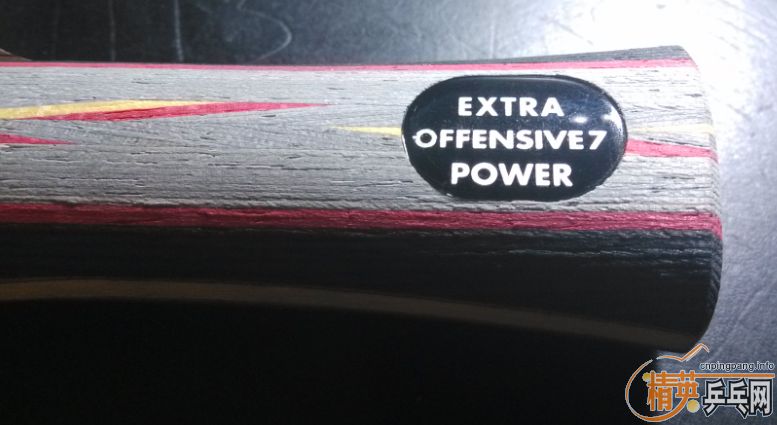 EXTRA
OFFENSIVE7
POWER
cnpingpang.info
精英乒乓网